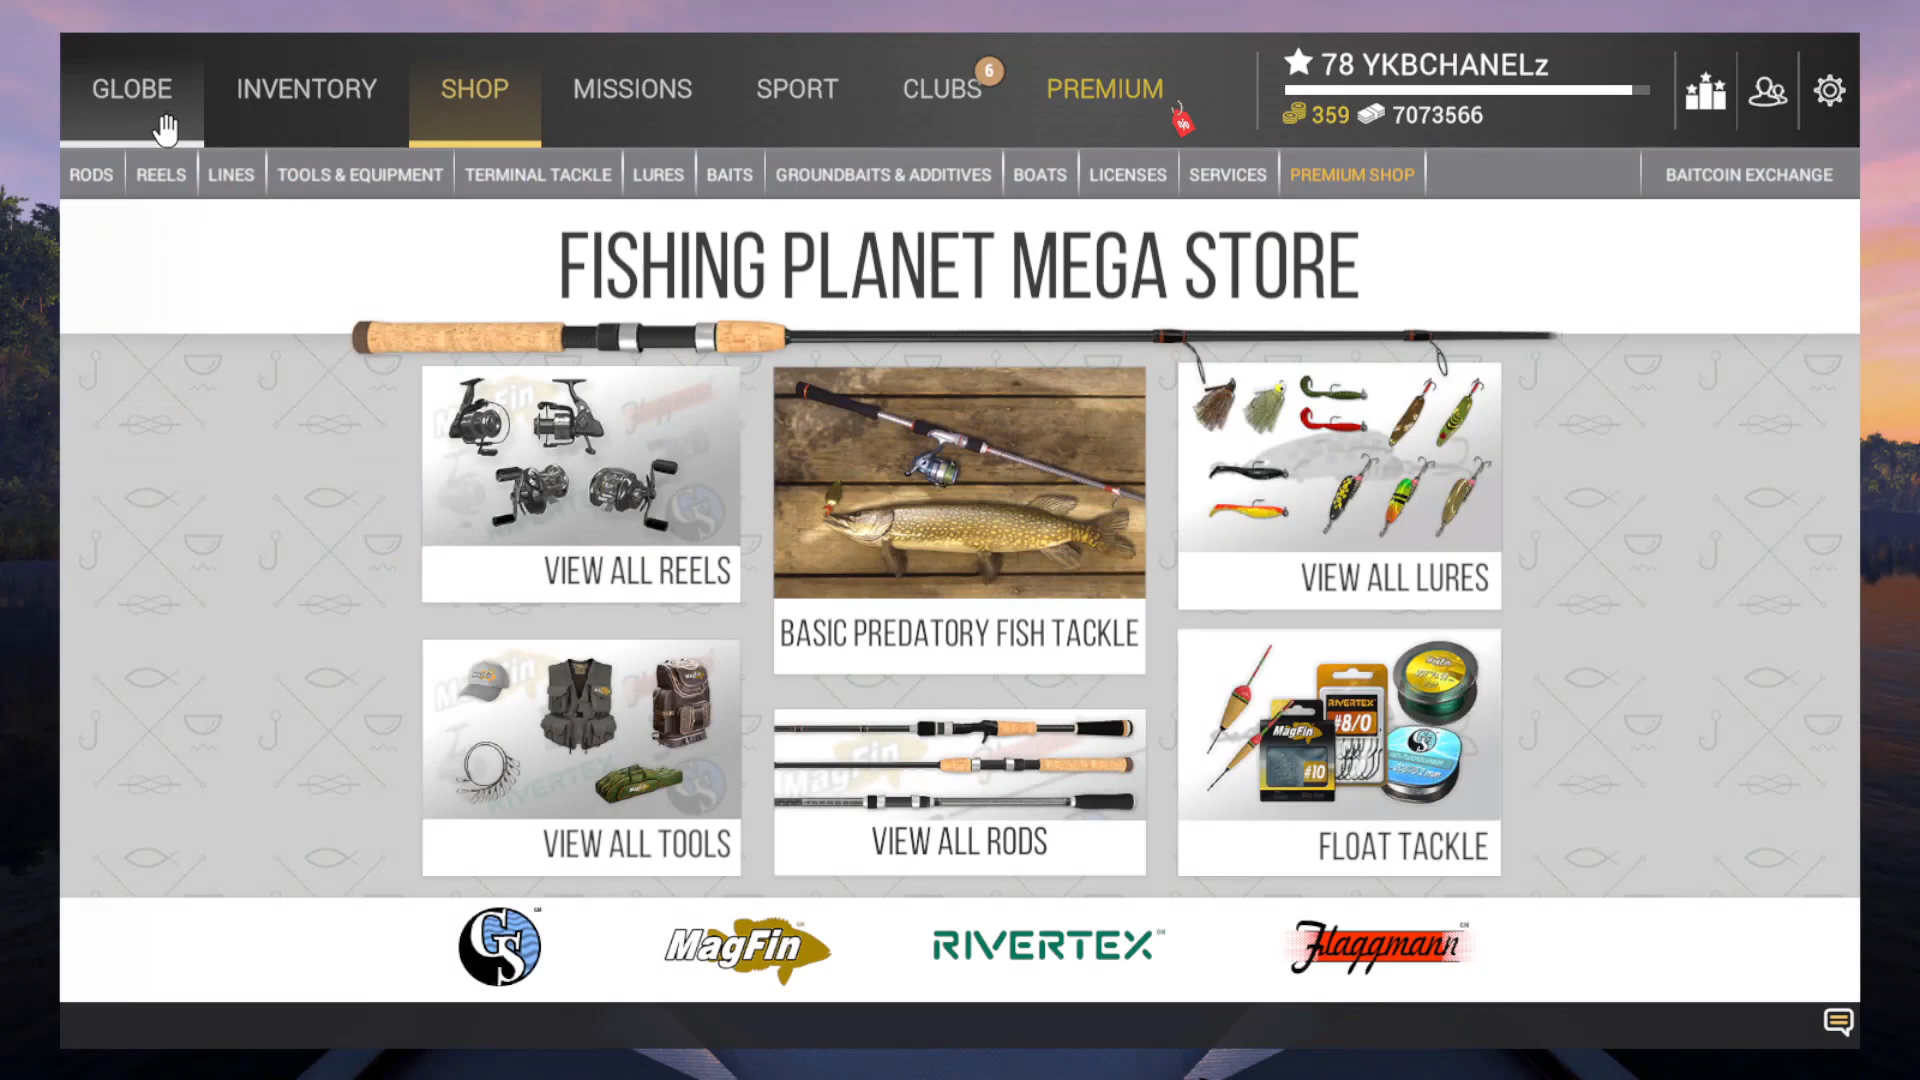 GLOBE INVENTORY SHOP MISSIONS SPORT CLUBS 6 PREMIUM %
78 YKBCHANELz
359 7073566
RODS REELS LINES TOOLS & EQUIPMENT TERMINAL TACKLE LURES BAITS GROUNDBAITS & ADDITIVES BOATS LICENSES SERVICES PREMIUM SHOP BAITCOIN EXCHANGE
FISHING PLANET MEGA STORE
VIEW ALL REELS
BASIC PREDATORY FISH TACKLE
VIEW ALL LURES
VIEW ALL TOOLS
VIEW ALL RODS
MagFin
RIVERTEX
#8/0
MagFin
#10
FLOAT TACKLE
GS
MagFin
RIVERTEX
Flaggmann